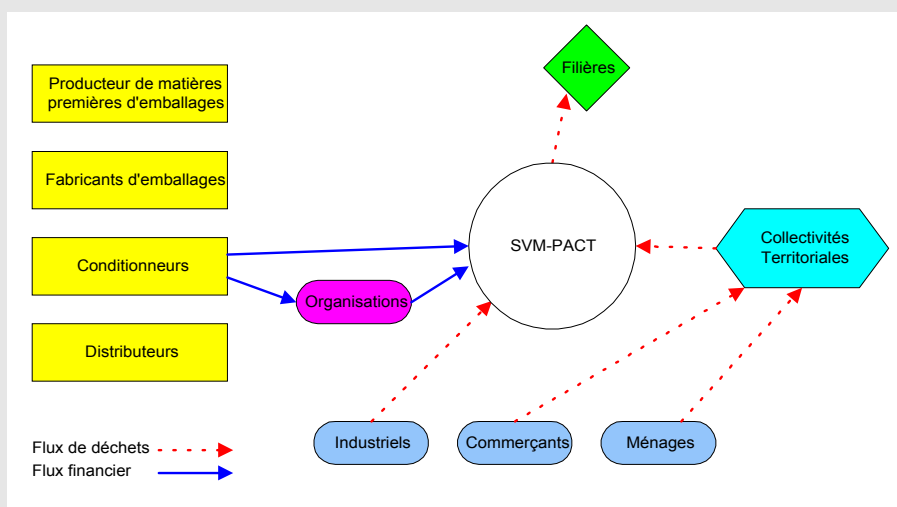 Filières
Producteur de matières
premières d'emballages
Fabricants d'emballages
SVM-PACT
Collectivités
Territoriales
Conditionneurs
Organisations
Distributeurs
Industriels
Commerçants
Ménages
Flux de déchets
Flux financier